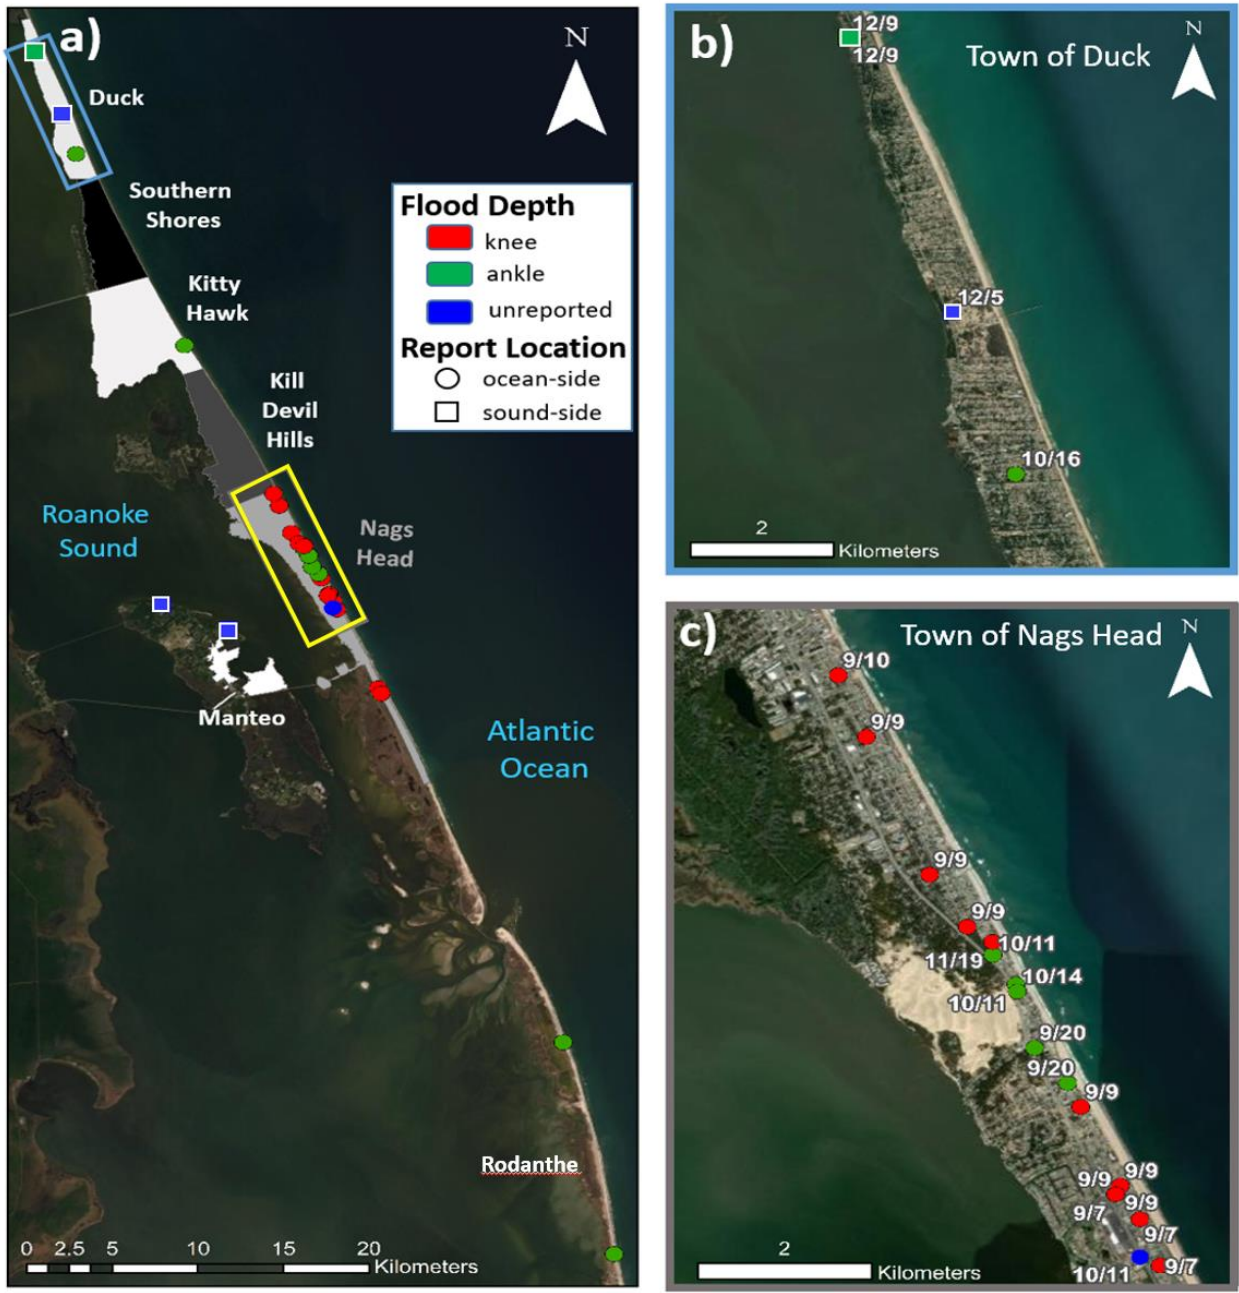 a)
N
Duck
Southern
Shores
Kitty
Hawk
Kill
Devil
Hills
Nags
Head
Roanoke
Sound
Manteo
Atlantic
Ocean
Rodanthe
Flood Depth
knee
ankle
unreported
Report Location
ocean-side
sound-side
0 2.5 5 10 15 20
Kilometers
b)
Town of Duck
N
12/9
12/9
12/5
10/16
2
Kilometers
c)
Town of Nags Head
N
9/10
9/9
9/9
9/9
10/11
11/19
10/14
10/11
9/20
9/20
9/9
9/9
9/9
9/9
9/7
9/7
9/7
10/11
2
Kilometers